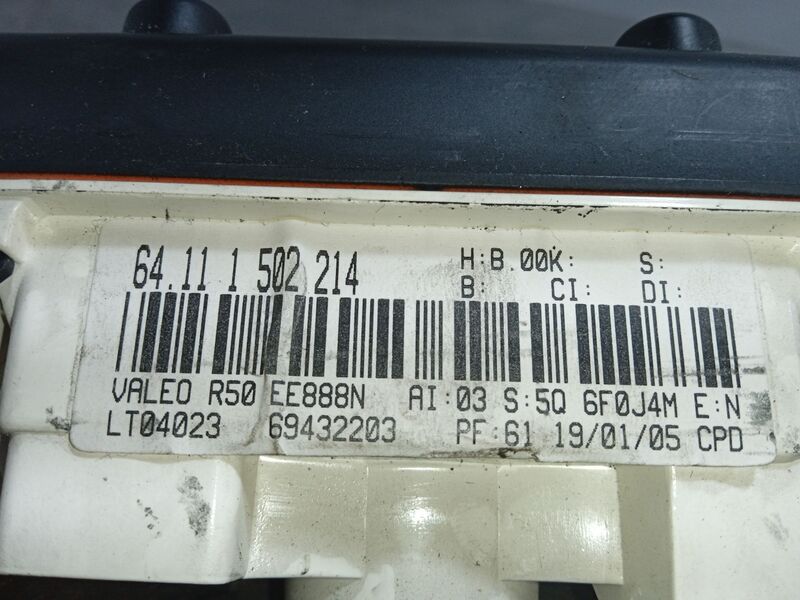 64.11 1 502 214 H:B.00K: S:
B: CI: DI:
VALEO R50 EE888N AI:03 S:5Q 6F0J4M E:N
LT04023 69432203 PF:61 19/01/05 CPD